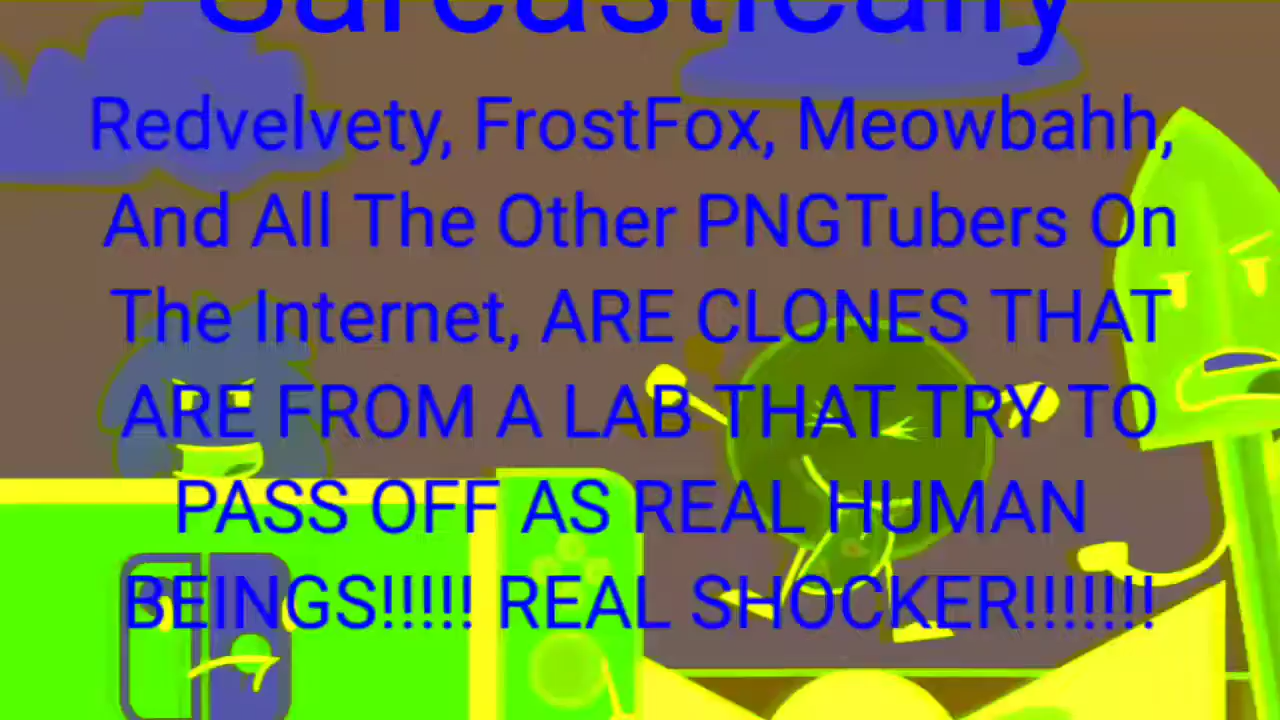 Sarcastically
Redvelvety, FrostFox, Meowbahh,
And All The Other PNGTubers On
The Internet, ARE CLONES THAT
ARE FROM A LAB THAT TRY TO
PASS OFF AS REAL HUMAN
BEINGS!!!!! REAL SHOCKER!!!!!!!